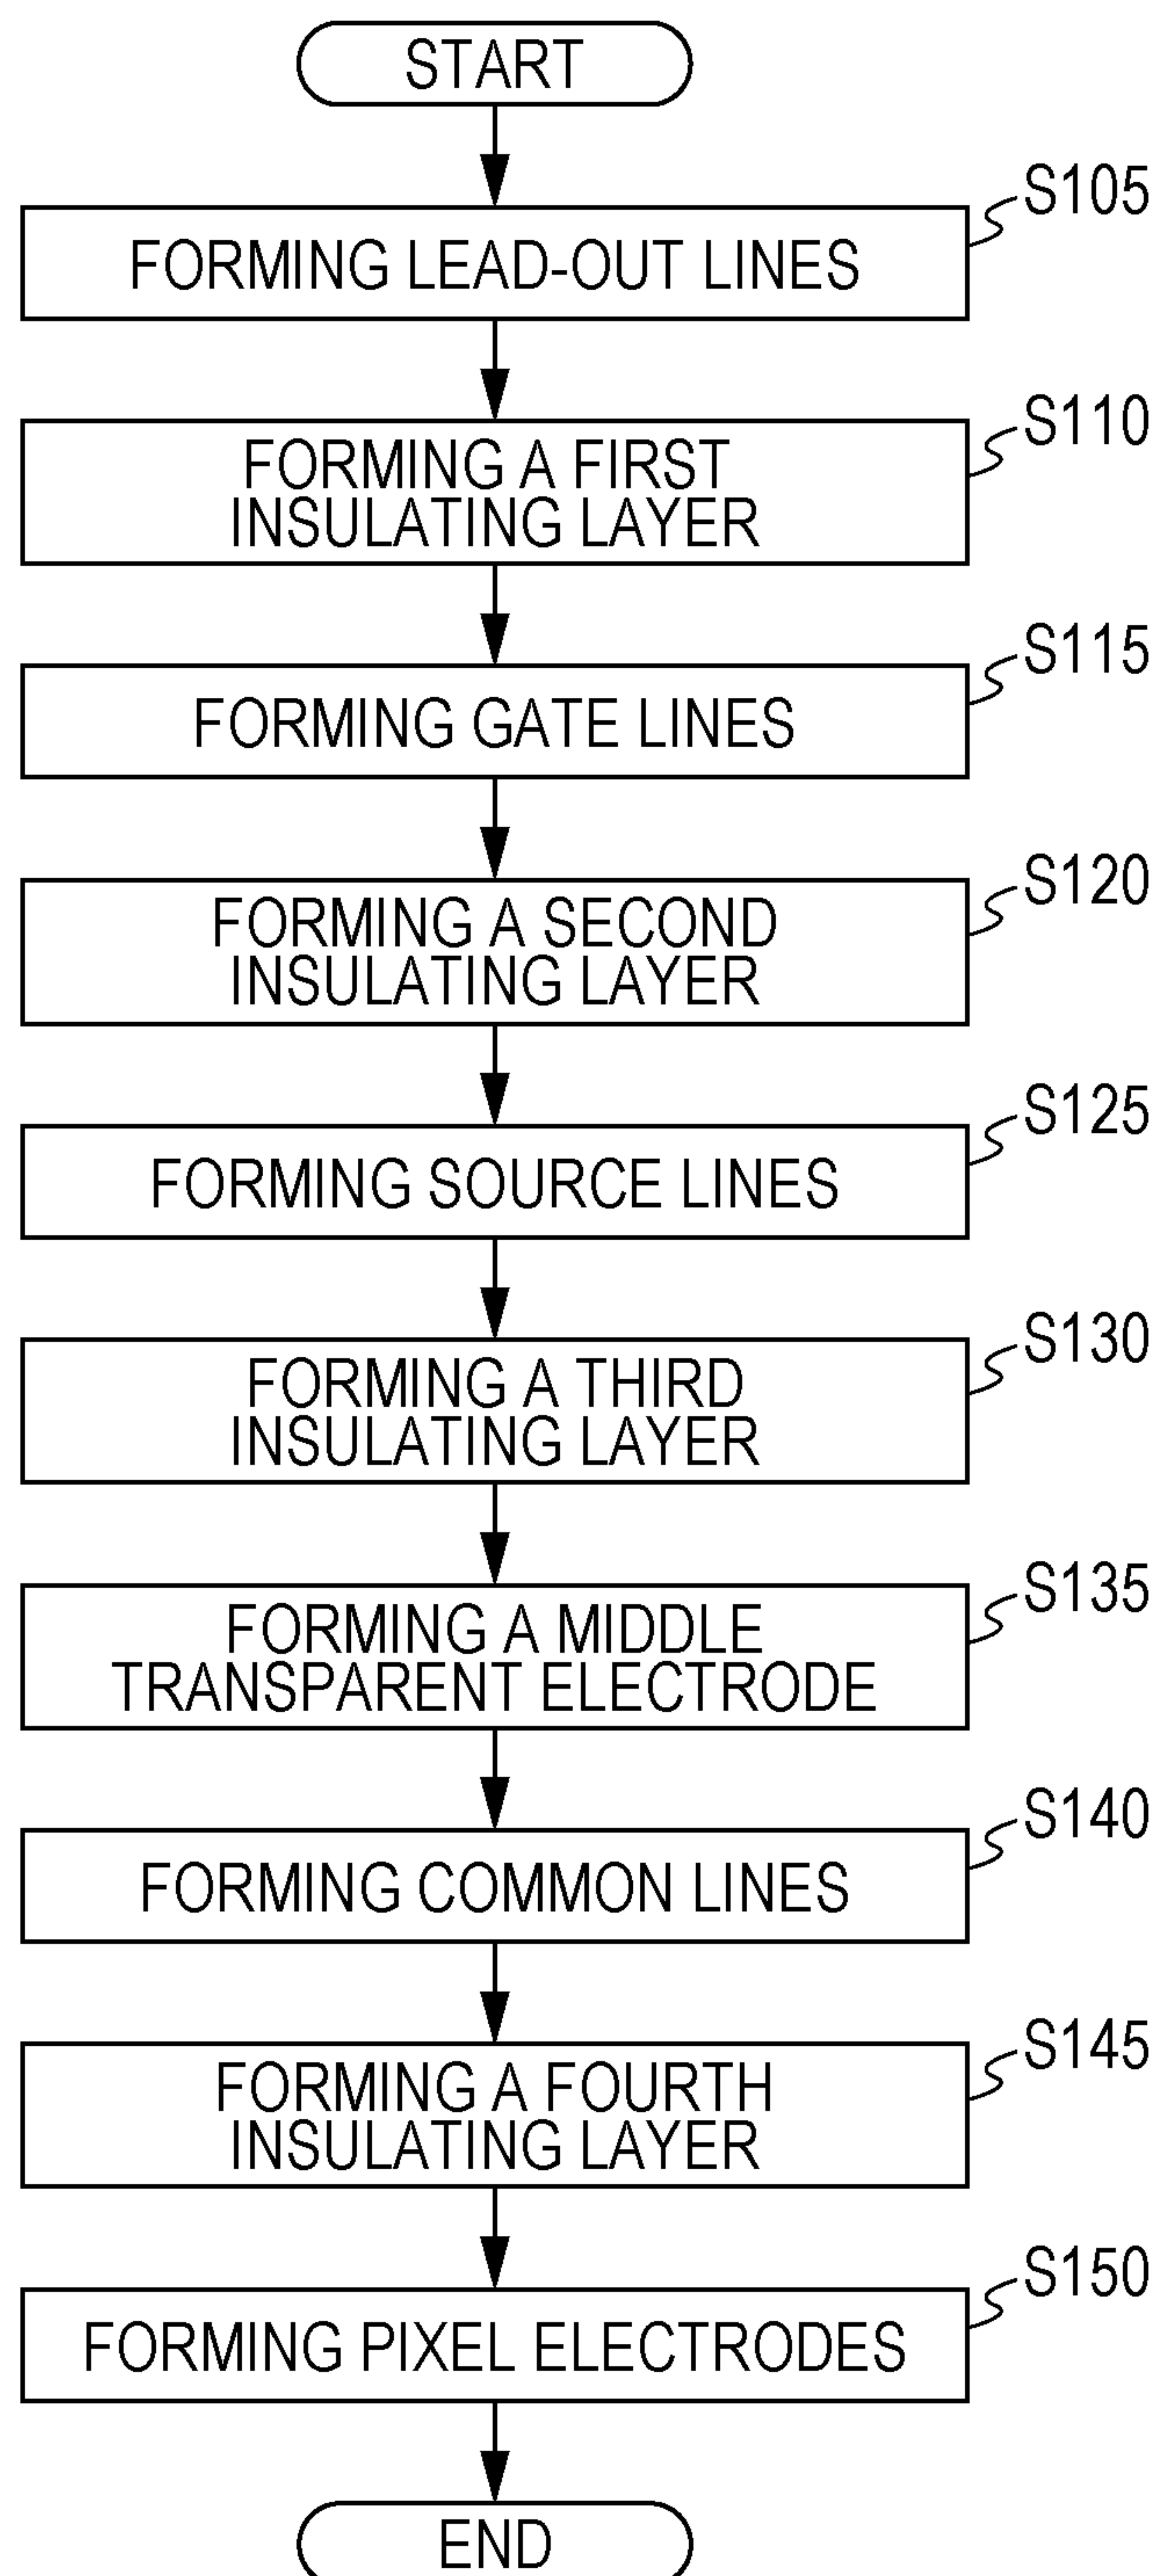 START
S105
FORMING LEAD-OUT LINES
S110
FORMING A FIRST
INSULATING LAYER
S115
FORMING GATE LINES
S120
FORMING A SECOND
INSULATING LAYER
S125
FORMING SOURCE LINES
S130
FORMING A THIRD
INSULATING LAYER
S135
FORMING A MIDDLE
TRANSPARENT ELECTRODE
S140
FORMING COMMON LINES
S145
FORMING A FOURTH
INSULATING LAYER
S150
FORMING PIXEL ELECTRODES
END